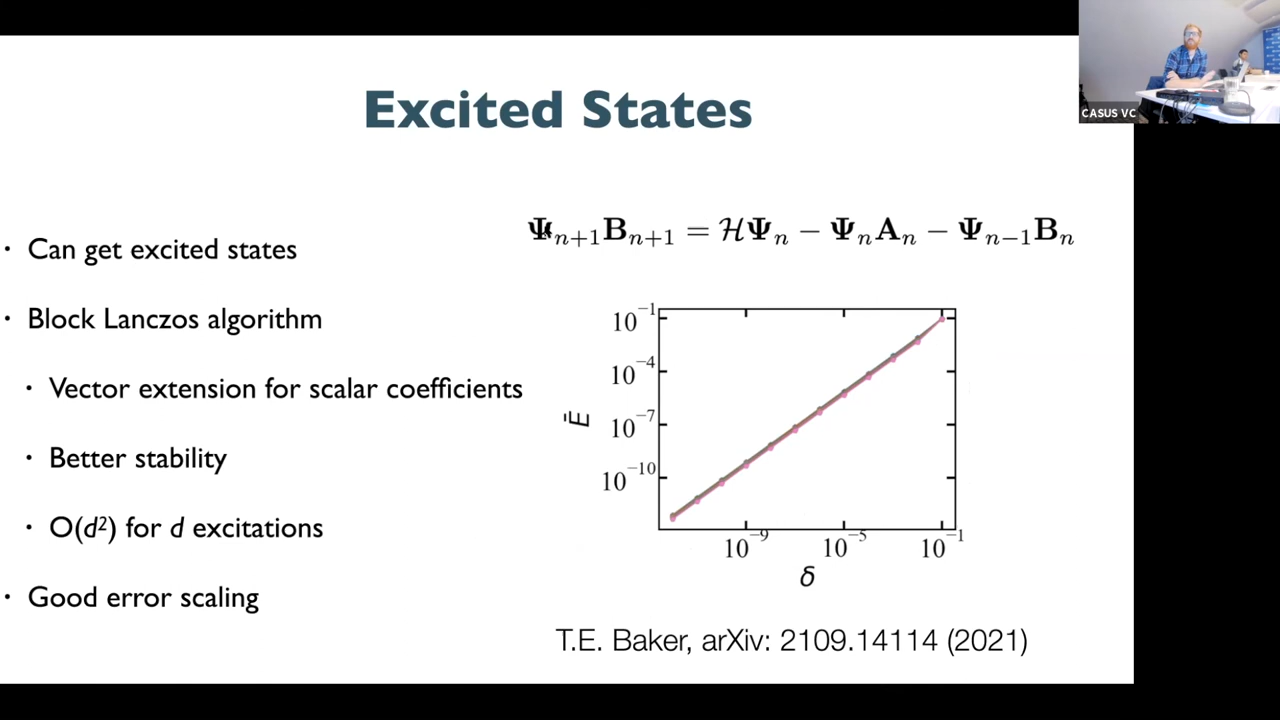 Excited States
CASUS VC
• Can get excited states
• Block Lanczos algorithm
• Vector extension for scalar coefficients
• Better stability
• O(d²) for d excitations
• Good error scaling
Ψₙ₊₁Bₙ₊₁ = ℋΨₙ − ΨₙAₙ − Ψₙ₋₁Bₙ
10⁻¹
10⁻⁴
10⁻⁷
10⁻¹⁰
Ē
10⁻⁹ 10⁻⁵ 10⁻¹
δ
T.E. Baker, arXiv: 2109.14114 (2021)